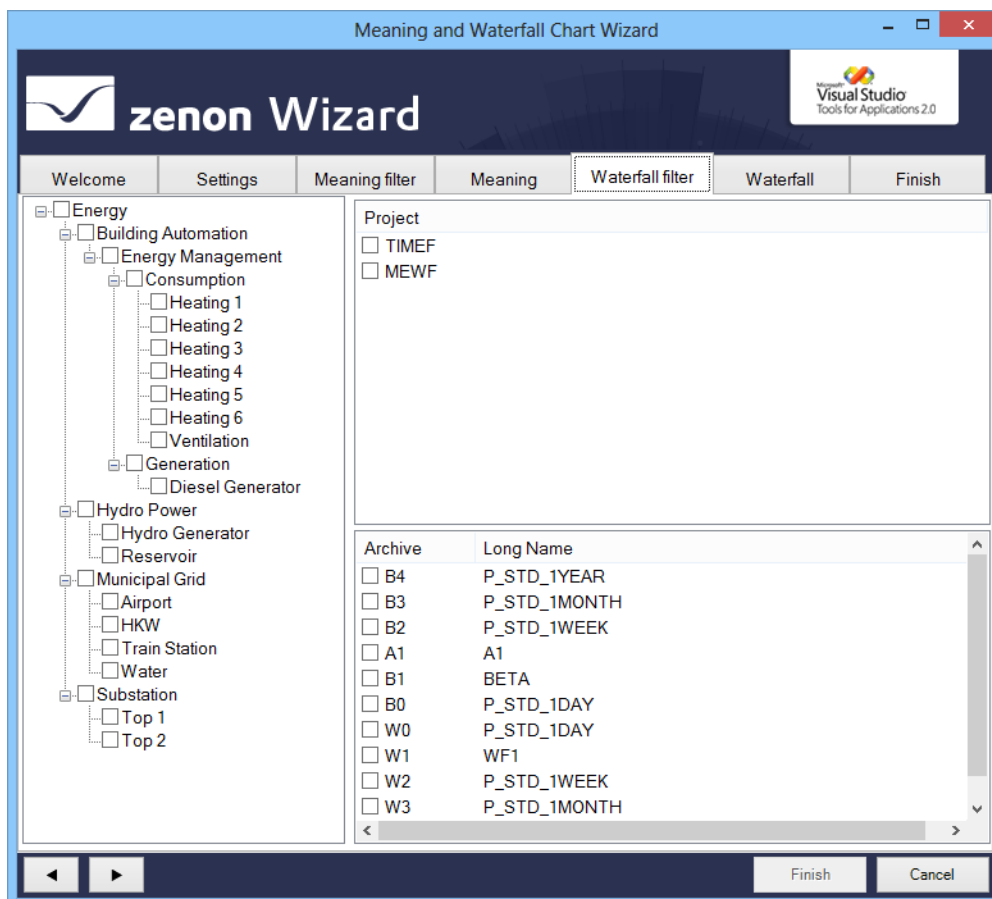 Meaning and Waterfall Chart Wizard
zenon Wizard
Microsoft
Visual Studio
Tools for Applications 2.0
Welcome Settings Meaning filter Meaning Waterfall filter Waterfall Finish
Energy
Building Automation
Energy Management
Consumption
Heating 1
Heating 2
Heating 3
Heating 4
Heating 5
Heating 6
Ventilation
Generation
Diesel Generator
Hydro Power
Hydro Generator
Reservoir
Municipal Grid
Airport
HKW
Train Station
Water
Substation
Top 1
Top 2
Project
TIMEF
MEWF
Archive Long Name
B4 P_STD_1YEAR
B3 P_STD_1MONTH
B2 P_STD_1WEEK
A1 A1
B1 BETA
B0 P_STD_1DAY
W0 P_STD_1DAY
W1 WF1
W2 P_STD_1WEEK
W3 P_STD_1MONTH
Finish Cancel